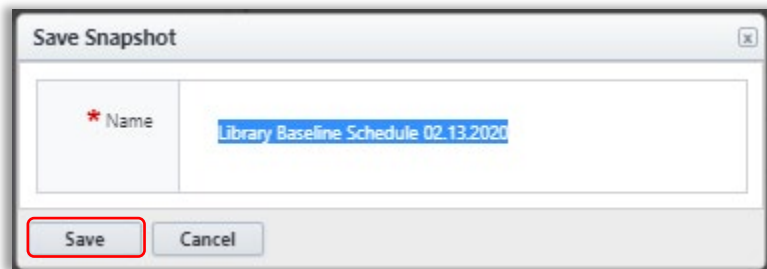 Save Snapshot
* Name
Library Baseline Schedule 02.13.2020
Save Cancel